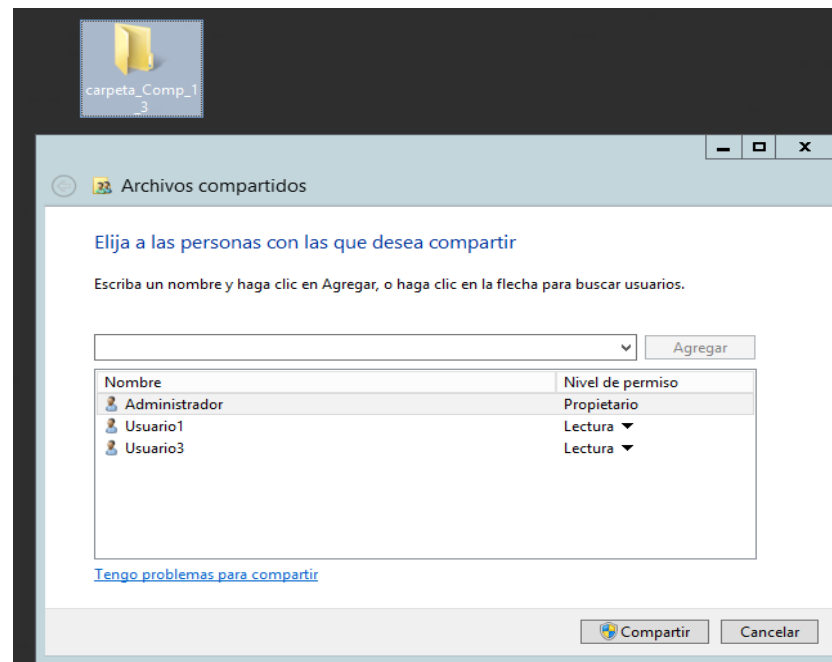 carpeta_Comp_1
_3
Archivos compartidos
Elija a las personas con las que desea compartir
Escriba un nombre y haga clic en Agregar, o haga clic en la flecha para buscar usuarios.
Agregar
Nombre Nivel de permiso
Administrador Propietario
Usuario1 Lectura
Usuario3 Lectura
Tengo problemas para compartir
Compartir Cancelar